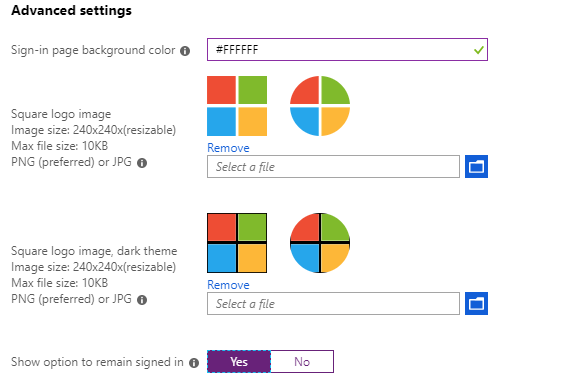 Advanced settings
Sign-in page background color
#FFFFFF
Square logo image
Image size: 240x240x(resizable)
Max file size: 10KB
PNG (preferred) or JPG
Remove
Select a file
Square logo image, dark theme
Image size: 240x240x(resizable)
Max file size: 10KB
PNG (preferred) or JPG
Remove
Select a file
Show option to remain signed in
Yes
No